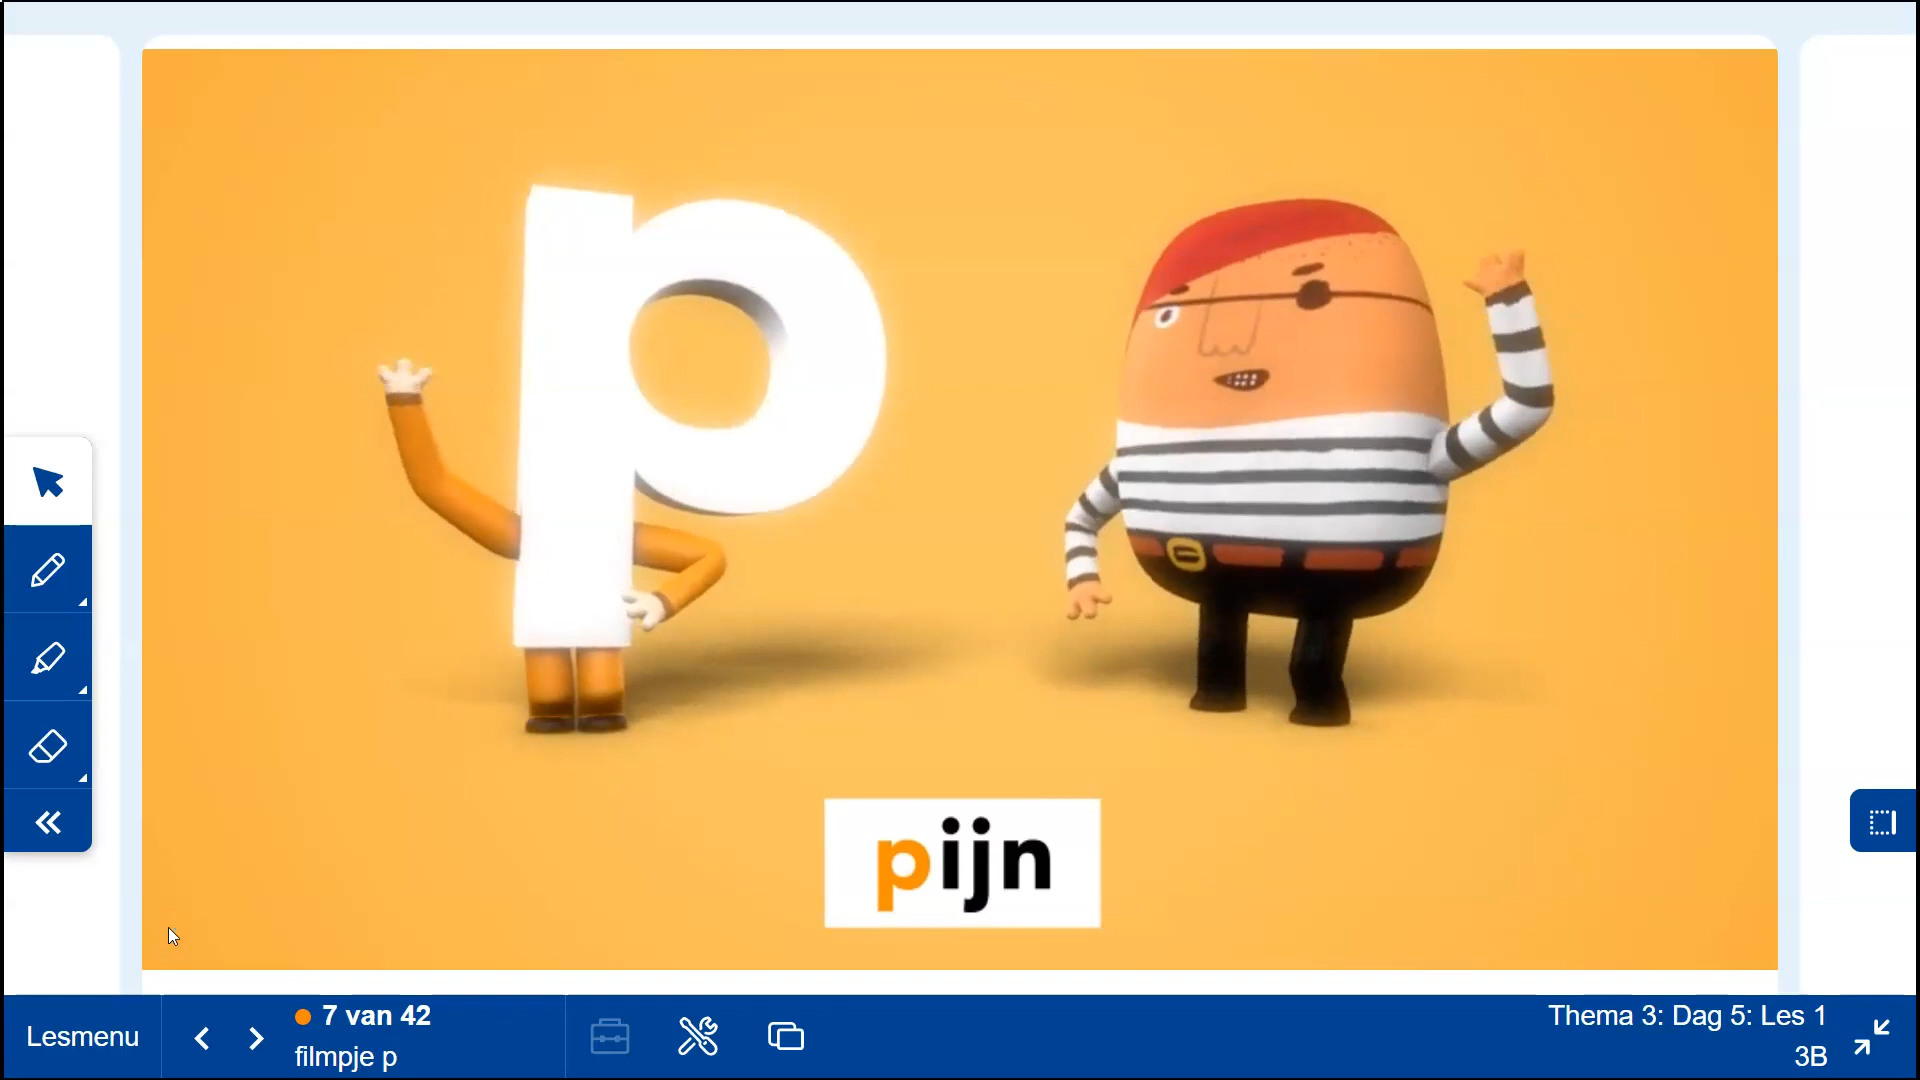 p
pijn
Lesmenu
7 van 42
filmpje p
Thema 3: Dag 5: Les 1
3B